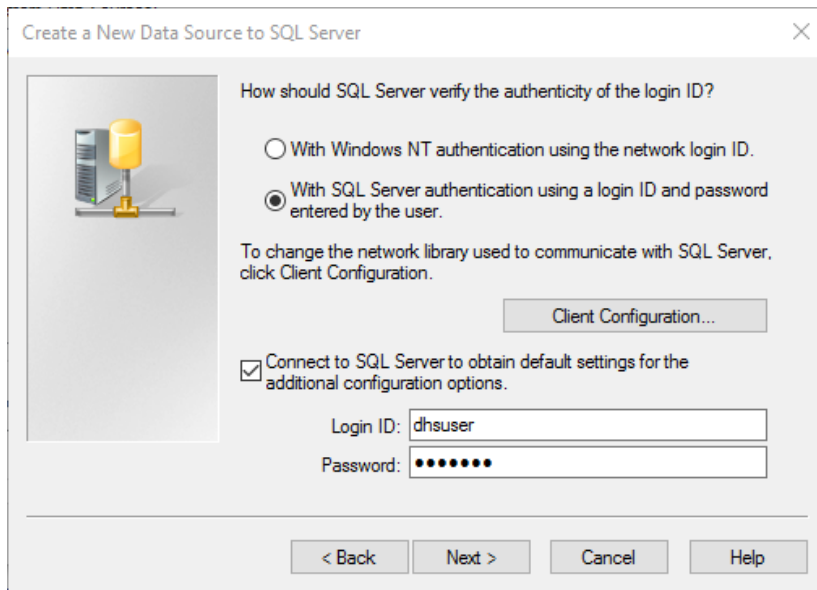 Create a New Data Source to SQL Server
How should SQL Server verify the authenticity of the login ID?
With Windows NT authentication using the network login ID.
With SQL Server authentication using a login ID and password
entered by the user.
To change the network library used to communicate with SQL Server,
click Client Configuration.
Client Configuration...
Connect to SQL Server to obtain default settings for the
additional configuration options.
Login ID: dhsuser
Password: •••••••
< Back Next > Cancel Help